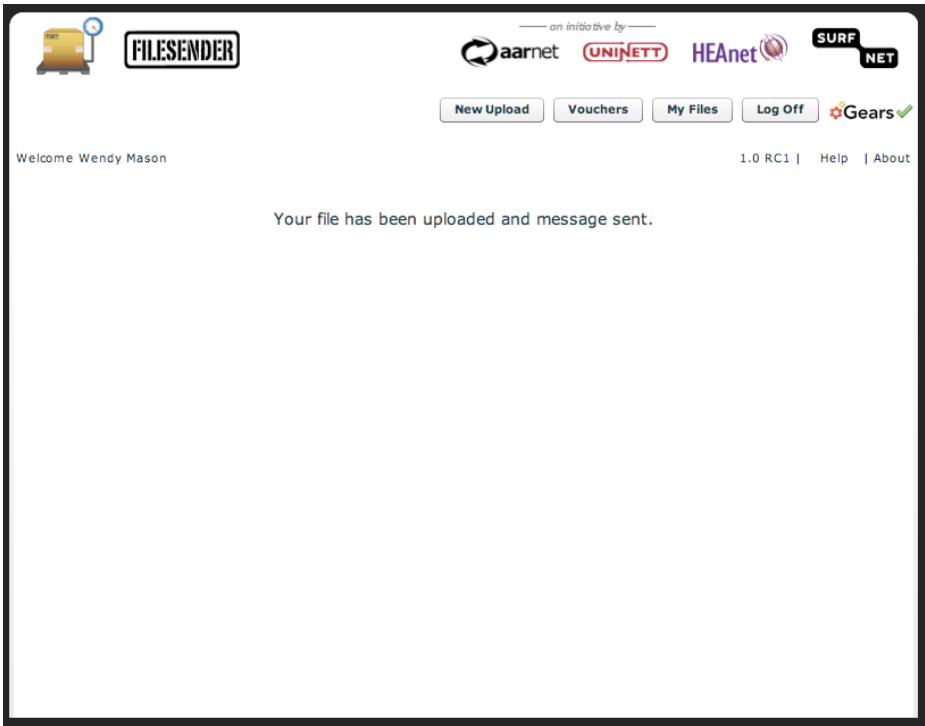 an initiative by
FILESENDER
aarnet UNINETT HEAnet SURF NET
New Upload Vouchers My Files Log Off Gears
Welcome Wendy Mason 1.0 RC1 | Help | About
Your file has been uploaded and message sent.